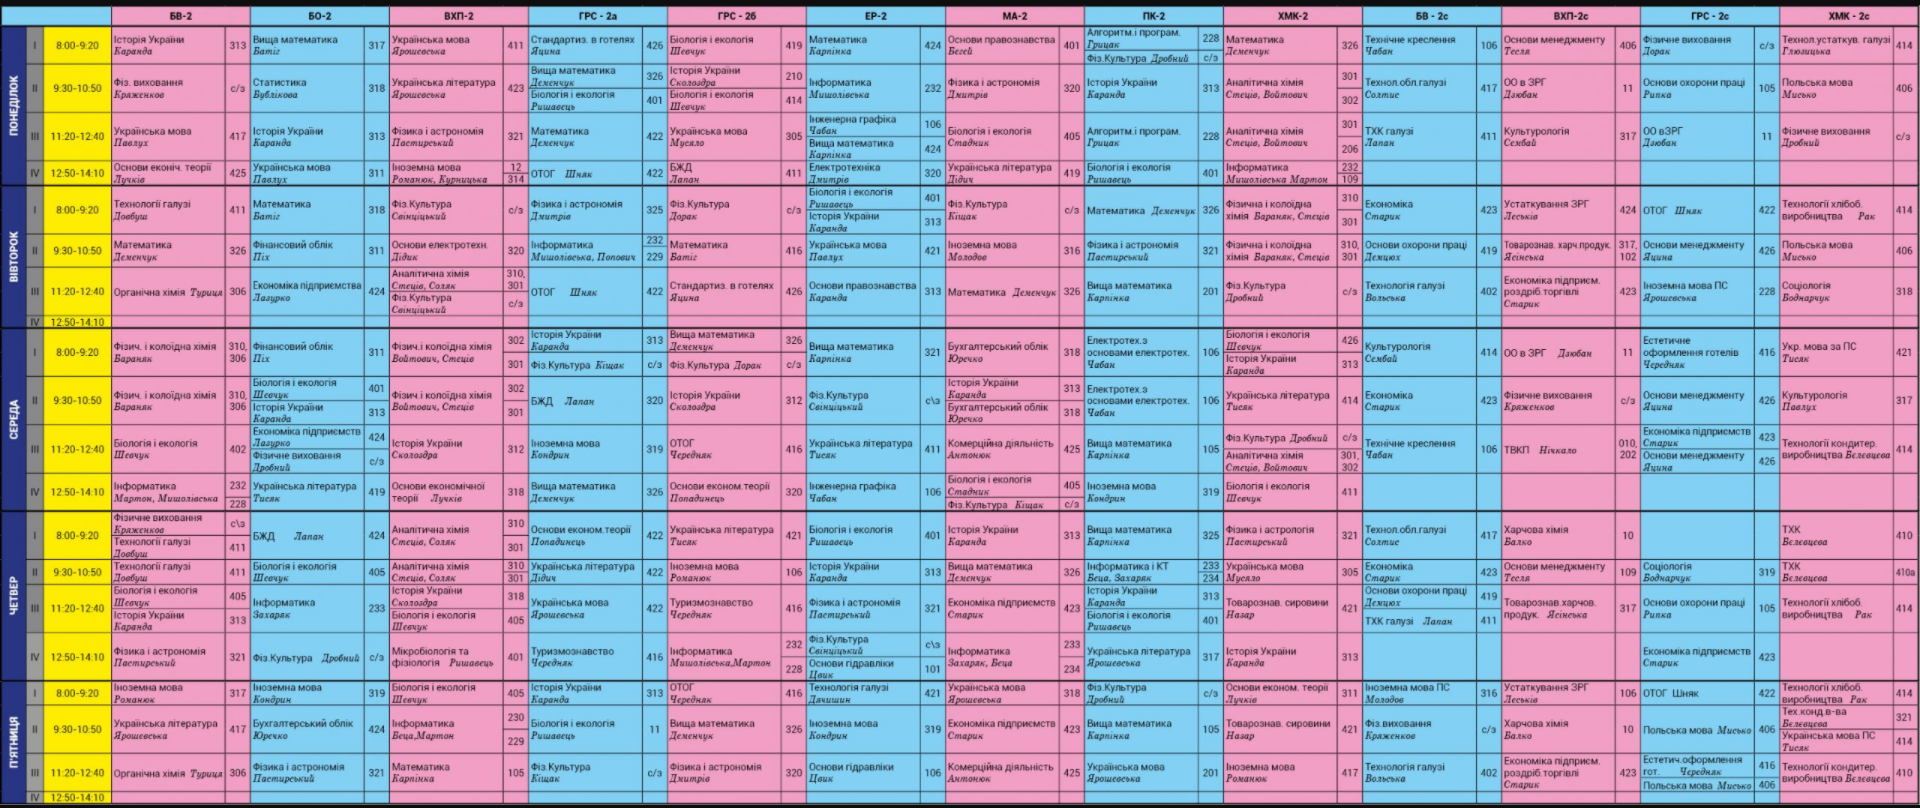 БВ-2
БО-2
ВХП-2
ГРС - 2а
ГРС - 2б
ЕР-2
МА-2
ПК-2
ХМК-2
БВ - 2с
ВХП-2с
ГРС - 2с
ХМК - 2с
ПОНЕДІЛОК
I 8:00-9:20
Історія України 313
Каранда
Вища математика 317
Батіг
Українська мова 411
Ярошевська
Стандартиз. в готелях 426
Яцина
Біологія і екологія 419
Шевчук
Математика 424
Карпінка
Основи правознавства 401
Бегей
Алгоритм.і програм. 228
Грицак
Фіз.Культура Дробний с/з
Математика 326
Деменчук
Технічне креслення 106
Чабан
Основи менеджменту 406
Тесля
Фізичне виховання с/з
Дорак
Технол.устаткув. галузі 414
Глюзицька
II 9:30-10:50
Фіз. виховання с/з
Кряженков
Статистика 318
Бублікова
Українська література 423
Ярошевська
Вища математика 326
Деменчук
Біологія і екологія 401
Ришавець
Історія України 210
Сколоздра
Біологія і екологія 414
Шевчук
Інформатика 232
Мишолівська
Фізика і астрономія 320
Дмитрів
Історія України 313
Каранда
Аналітична хімія 301
Стеців, Войтович 302
Технол.обл.галузі 417
Солтис
ОО в ЗРГ 11
Дзюбан
Основи охорони праці 105
Рипка
Польська мова 406
Мисько
III 11:20-12:40
Українська мова 417
Павлух
Історія України 313
Каранда
Фізика і астрономія 321
Пастирський
Математика 422
Деменчук
Українська мова 305
Мусяло
Інженерна графіка 106
Чабан
Вища математика 424
Карпінка
Біологія і екологія 405
Стадник
Алгоритм.і програм. 228
Грицак
Аналітична хімія 301
Стеців, Войтович 206
ТХК галузі 411
Лапан
Культурологія 317
Сембай
ОО вЗРГ 11
Дзюбан
Фізичне виховання с/з
Дробний
IV 12:50-14:10
Основи еконіч. теорії 425
Лучків
Українська мова 311
Павлух
Іноземна мова 12
Романюк, Курницька 314
ОТОГ Шняк 422
БЖД 411
Лапан
Електротехніка 320
Дмитрів
Українська література 419
Дідич
Біологія і екологія 401
Ришавець
Інформатика 232
Мишолівська Мартон 109
ВІВТОРОК
I 8:00-9:20
Технології галузі 411
Довбуш
Математика 318
Батіг
Фіз.Культура с/з
Свінціцький
Фізика і астрономія 325
Дмитрів
Фіз.Культура с/з
Дорак
Біологія і екологія 401
Ришавець
Історія України 313
Каранда
Фіз.Культура с/з
Кіщак
Математика Деменчук 326
Фізична і колоїдна 310
хімія Бараняк, Стеців 301
Економіка 423
Старик
Устаткування ЗРГ 424
Леськів
ОТОГ Шняк 422
Технології хлібоб. 414
виробництва Рак
II 9:30-10:50
Математика 326
Деменчук
Фінансовий облік 311
Піх
Основи електротехн. 320
Дідик
Інформатика 232
Мишолівська, Попович 229
Математика 416
Батіг
Українська мова 421
Павлух
Іноземна мова 316
Молодов
Фізика і астрономія 321
Пастирський
Фізична і колоїдна 310,
хімія Бараняк, Стеців 301
Основи охорони праці 419
Демцюх
Товарознав. харч.продук. 317,
Ясінська 102
Основи менеджменту 426
Яцина
Польська мова 406
Мисько
III 11:20-12:40
Органічна хімія Туриця 306
Економіка підприємства 424
Лазурко
Аналітична хімія 310,
Стеців, Соляк 301
Фіз.Культура с/з
Свінціцький
ОТОГ Шняк 422
Стандартиз. в готелях 426
Яцина
Основи правознавства 313
Каранда
Математика Деменчук 326
Вища математика 201
Карпінка
Фіз.Культура с/з
Дробний
Технологія галузі 402
Вольська
Економіка підприєм. 423
роздріб.торгівлі
Старик
Іноземна мова ПС 228
Ярошевська
Соціологія 318
Боднарчук
IV 12:50-14:10
СЕРЕДА
I 8:00-9:20
Фізич. і колоїдна хімія 310,
Бараняк 306
Фінансовий облік 311
Піх
Фізич.і колоїдна хімія 302
Войтович, Стеців 301
Історія України 313
Каранда
Фіз.Культура Кіщак с/з
Вища математика 326
Деменчук
Фіз.Культура Дорак с/з
Вища математика 321
Карпінка
Бухгалтерський облік 318
Юречко
Електротех.з 106
основами електротех.
Чабан
Біологія і екологія 426
Шевчук
Історія України 313
Каранда
Культурологія 414
Сембай
ОО в ЗРГ Дзюбан 11
Естетичне 416
оформлення готелів
Чередняк
Укр. мова за ПС 421
Тисяк
II 9:30-10:50
Фізич. і колоїдна хімія 310,
Бараняк 306
Біологія і екологія 401
Шевчук
Історія України 313
Каранда
Фізич.і колоїдна хімія 302
Войтович, Стеців 301
БЖД Лапан 320
Історія України 312
Сколоздра
Фіз.Культура с\з
Свінціцький
Історія України 313
Каранда
Бухгалтерський облік 318
Юречко
Електротех.з 106
основами електротех.
Чабан
Українська література 414
Тисяк
Економіка 423
Старик
Фізичне виховання с/з
Кряженков
Основи менеджменту 426
Яцина
Культурологія 317
Павлух
III 11:20-12:40
Біологія і екологія 402
Шевчук
Економіка підприємств 424
Лазурко
Фізичне виховання с/з
Дробний
Історія України 312
Сколоздра
Іноземна мова 319
Кондрин
ОТОГ 416
Чередняк
Українська література 411
Тисяк
Комерційна діяльність 425
Антонюк
Вища математика 105
Карпінка
Фіз.Культура Дробний с/з
Аналітична хімія 301,
Стеців, Войтович 302
Технічне креслення 106
Чабан
ТВКП Нічкало 010,
202
Економіка підприємств 423
Старик
Основи менеджменту 426
Яцина
Технології кондитер. 414
виробництва Велєвцева
IV 12:50-14:10
Інформатика 232
Мартон, Мишолівська 228
Українська література 419
Тисяк
Основи економічної 318
теорії Лучків
Вища математика 326
Деменчук
Основи економ.теорії 320
Попадинець
Інженерна графіка 106
Чабан
Біологія і екологія 405
Стадник
Фіз.Культура Кіщак с/з
Іноземна мова 319
Кондрин
Біологія і екологія 411
Шевчук
ЧЕТВЕР
I 8:00-9:20
Фізичне виховання с\з
Кряженков
Технології галузі 411
Довбуш
БЖД Лапан 424
Аналітична хімія 310
Стеців, Соляк 301
Основи економ.теорії 422
Попадинець
Українська література 421
Тисяк
Біологія і екологія 401
Ришавець
Історія України 313
Каранда
Вища математика 325
Карпінка
Фізика і астрологія 321
Пастирський
Технол.обл.галузі 417
Солтис
Харчова хімія 10
Балко
ТХК 410
Велєвцева
II 9:30-10:50
Технології галузі 411
Довбуш
Біологія і екологія 405
Шевчук
Аналітична хімія 310
Стеців, Соляк 301
Українська література 422
Дідич
Іноземна мова 106
Романюк
Історія України 313
Каранда
Вища математика 326
Деменчук
Інформатика і КТ 233
Беца, Захаряк 234
Українська мова 305
Мусяло
Економіка 423
Старик
Основи менеджменту 109
Тесля
Соціологія 319
Боднарчук
ТХК 410а
Велєвцева
III 11:20-12:40
Біологія і екологія 405
Шевчук
Історія України 313
Каранда
Інформатика 233
Захаряк
Історія України 318
Сколоздра
Біологія і екологія 405
Шевчук
Українська мова 422
Ярошевська
Туризмознавство 416
Чередняк
Фізика і астрономія 321
Пастирський
Економіка підприємств 423
Старик
Історія України 313
Каранда
Біологія і екологія 401
Ришавець
Товарознав. сировини 421
Назар
Основи охорони праці 419
Демцюх
ТХК галузі Лапан 411
Товарознав.харчов. 317
продук. Ясінська
Основи охорони праці 105
Рипка
Технології хлібоб. 414
виробництва Рак
IV 12:50-14:10
Фізика і астрономія 321
Пастирський
Фіз.Культура Дробний с/з
Мікробіологія та 401
фізіологія Ришавець
Туризмознавство 416
Чередняк
Інформатика 232
Мишолівська,Мартон 228
Фіз.Культура с\з
Свінціцький
Основи гідравліки 101
Цвик
Інформатика 233
Захаряк, Беца 234
Українська література 317
Ярошевська
Історія України 313
Каранда
Економіка підприємств 423
Старик
П'ЯТНИЦЯ
I 8:00-9:20
Іноземна мова 317
Романюк
Іноземна мова 319
Кондрин
Біологія і екологія 405
Шевчук
Історія України 313
Каранда
ОТОГ 416
Чередняк
Технологія галузі 421
Дячишин
Українська мова 318
Ярошевська
Фіз.Культура с/з
Дробний
Основи економ. теорії 311
Лучків
Іноземна мова ПС 316
Молодов
Устаткування ЗРГ 106
Леськів
ОТОГ Шняк 422
Технології хлібоб. 414
виробництва Рак
II 9:30-10:50
Українська література 417
Ярошевська
Бухгалтерський облік 424
Юречко
Інформатика 230
Беца,Мартон 229
Біологія і екологія 11
Ришавець
Вища математика 326
Деменчук
Іноземна мова 319
Кондрин
Економіка підприємств 423
Старик
Вища математика 105
Карпінка
Товарознав. сировини 421
Назар
Фіз.виховання с/з
Кряженков
Харчова хімія 10
Балко
Польська мова Мисько 406
Тех.конд.в-ва 321
Велєвцева
Українська мова ПС 414
Тисяк
III 11:20-12:40
Органічна хімія Туриця 306
Фізика і астрономія 321
Пастирський
Математика 105
Карпінка
Фіз.Культура с/з
Кіщак
Фізика і астрономія 320
Дмитрів
Основи гідравліки 106
Цвик
Комерційна діяльність 425
Антонюк
Українська мова 201
Ярошевська
Іноземна мова 417
Романюк
Технологія галузі 402
Вольська
Економіка підприєм. 423
роздріб.торгівлі
Старик
Естетич.оформлення 416
гот. Чередняк
Польська мова Мисько 406
Технології кондитер. 410
виробництва Велєвцева
IV 12:50-14:10